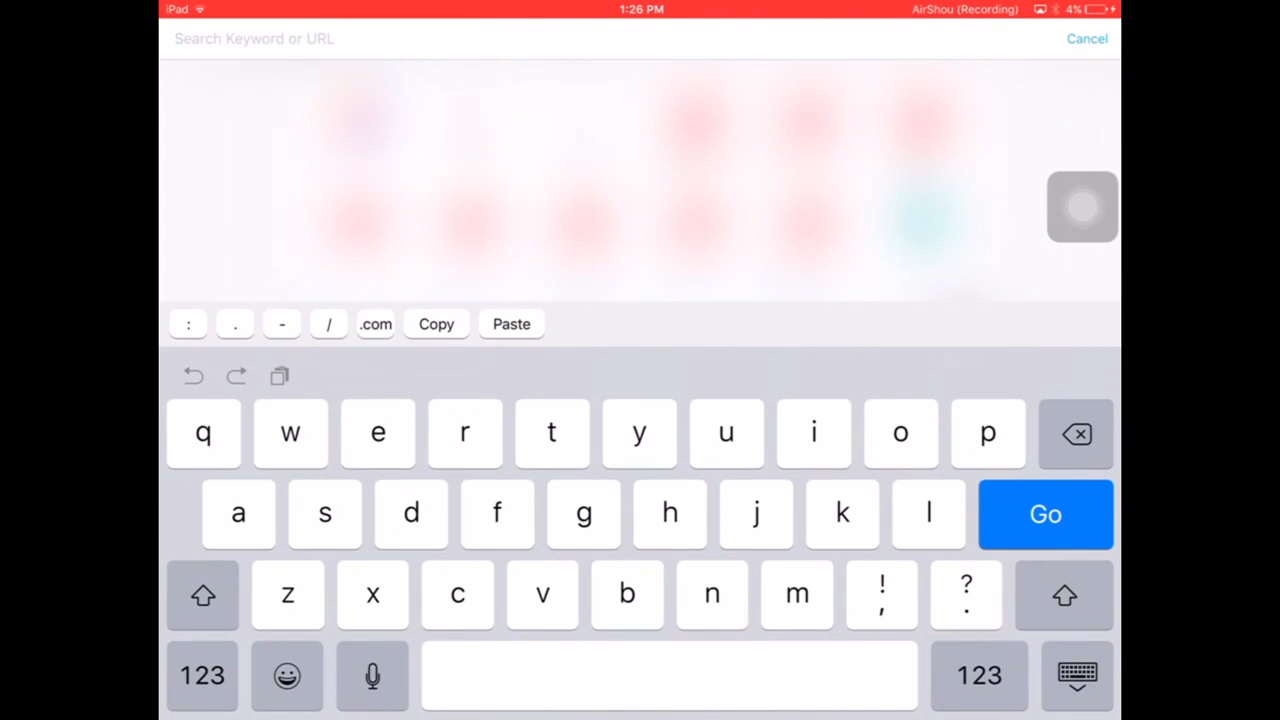 iPad 1:26 PM AirShou (Recording) 4%
Search Keyword or URL Cancel
: . - / .com Copy Paste
q w e r t y u i o p
a s d f g h j k l Go
z x c v b n m ! , ? .
123 123